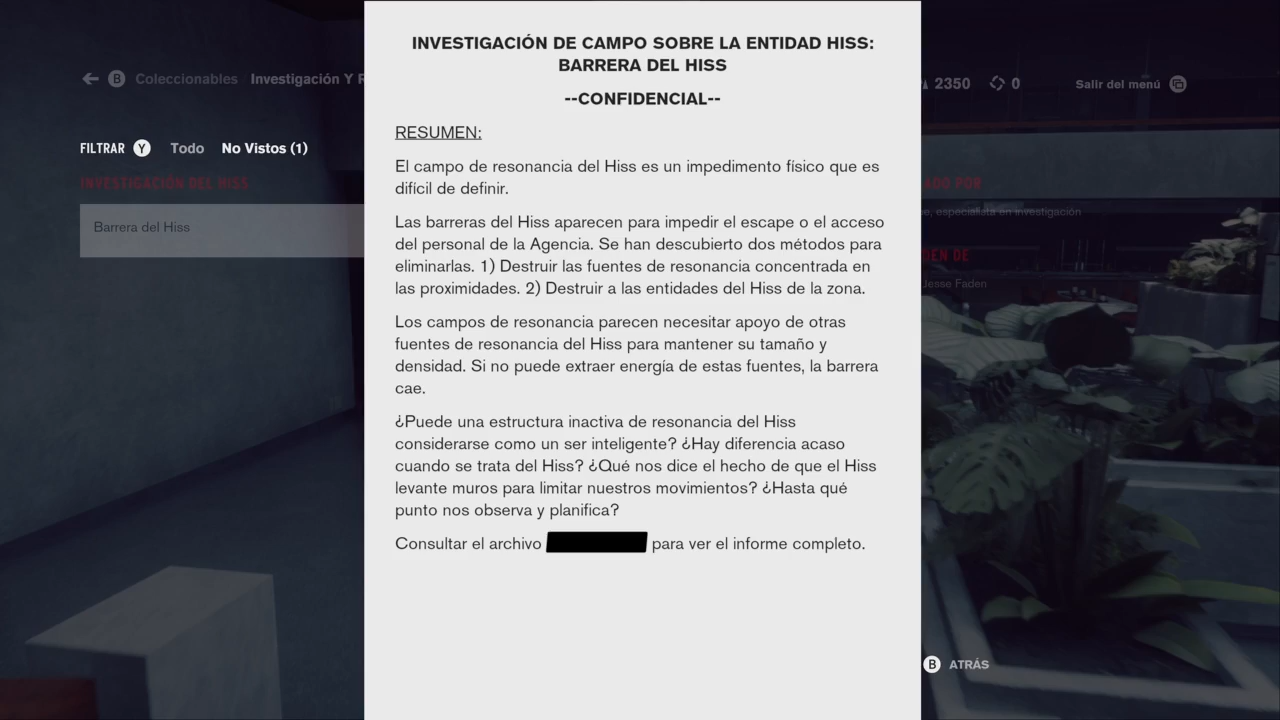 INVESTIGACIÓN DE CAMPO SOBRE LA ENTIDAD HISS:
BARRERA DEL HISS
--CONFIDENCIAL--
B Coleccionables Investigación Y R
2350 0 Salir del menú
RESUMEN:
FILTRAR Y Todo No Vistos (1)
El campo de resonancia del Hiss es un impedimento físico que es
difícil de definir.
INVESTIGACIÓN DEL HISS
POR
Barrera del Hiss
especialista en investigación
Las barreras del Hiss aparecen para impedir el escape o el acceso
del personal de la Agencia. Se han descubierto dos métodos para
eliminarlas. 1) Destruir las fuentes de resonancia concentrada en
las proximidades. 2) Destruir a las entidades del Hiss de la zona.
DE
Jesse Faden
Los campos de resonancia parecen necesitar apoyo de otras
fuentes de resonancia del Hiss para mantener su tamaño y
densidad. Si no puede extraer energía de estas fuentes, la barrera
cae.
¿Puede una estructura inactiva de resonancia del Hiss
considerarse como un ser inteligente? ¿Hay diferencia acaso
cuando se trata del Hiss? ¿Qué nos dice el hecho de que el Hiss
levante muros para limitar nuestros movimientos? ¿Hasta qué
punto nos observa y planifica?
Consultar el archivo para ver el informe completo.
B ATRÁS